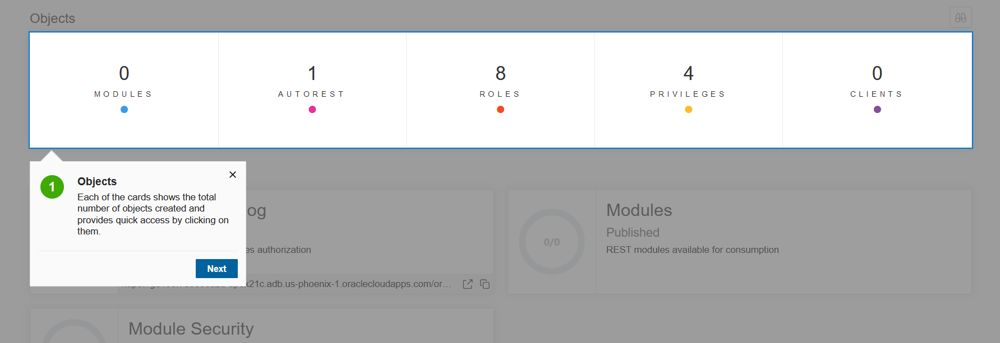 Objects
0
MODULES
1
AUTOREST
8
ROLES
4
PRIVILEGES
0
CLIENTS
1
Objects
Each of the cards shows the total
number of objects created and
provides quick access by clicking on
them.
Next
og
es authorization
21c.adb.us-phoenix-1.oraclecloudapps.com/or...
0/0
Modules
Published
REST modules available for consumption
Module Security